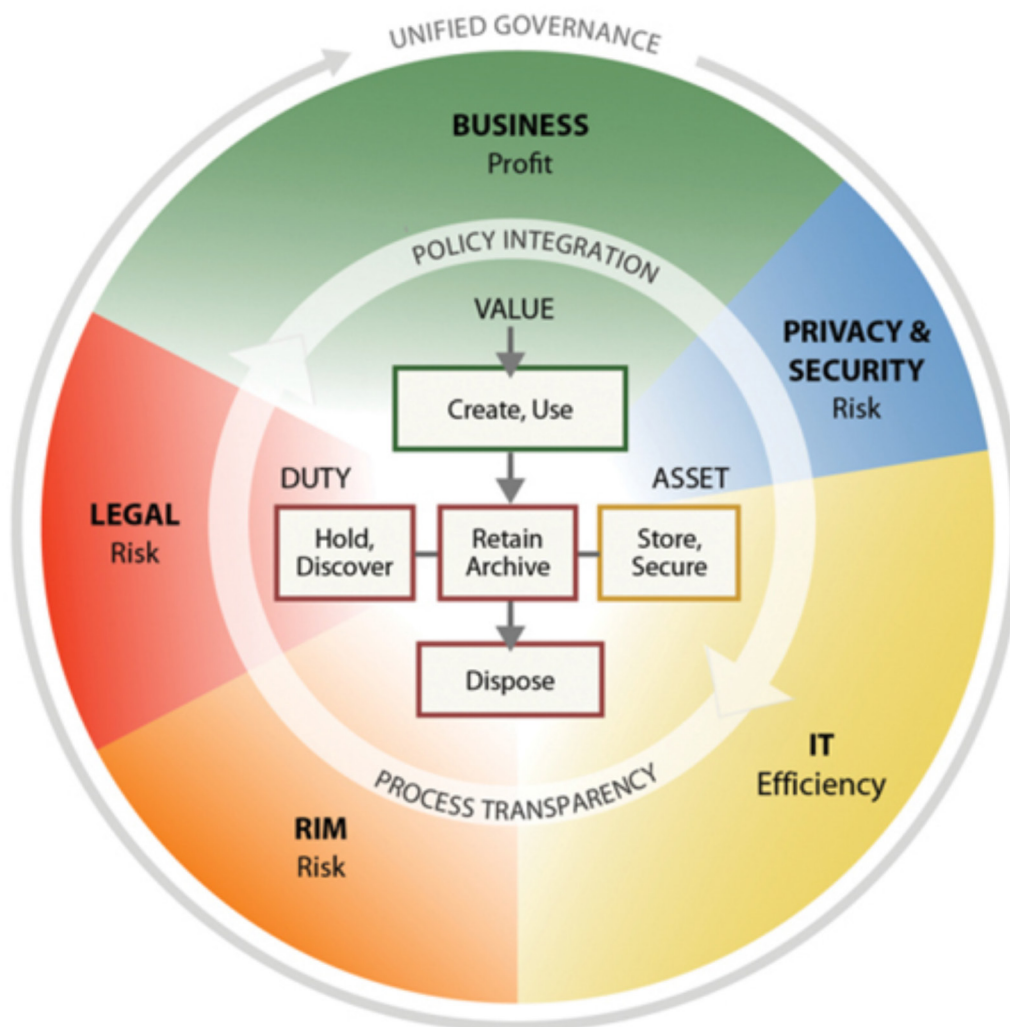 UNIFIED GOVERNANCE
BUSINESS
Profit
POLICY INTEGRATION
VALUE
PRIVACY &
SECURITY
Risk
Create, Use
DUTY
ASSET
LEGAL
Risk
Hold,
Discover
Retain
Archive
Store,
Secure
Dispose
IT
Efficiency
PROCESS TRANSPARENCY
RIM
Risk